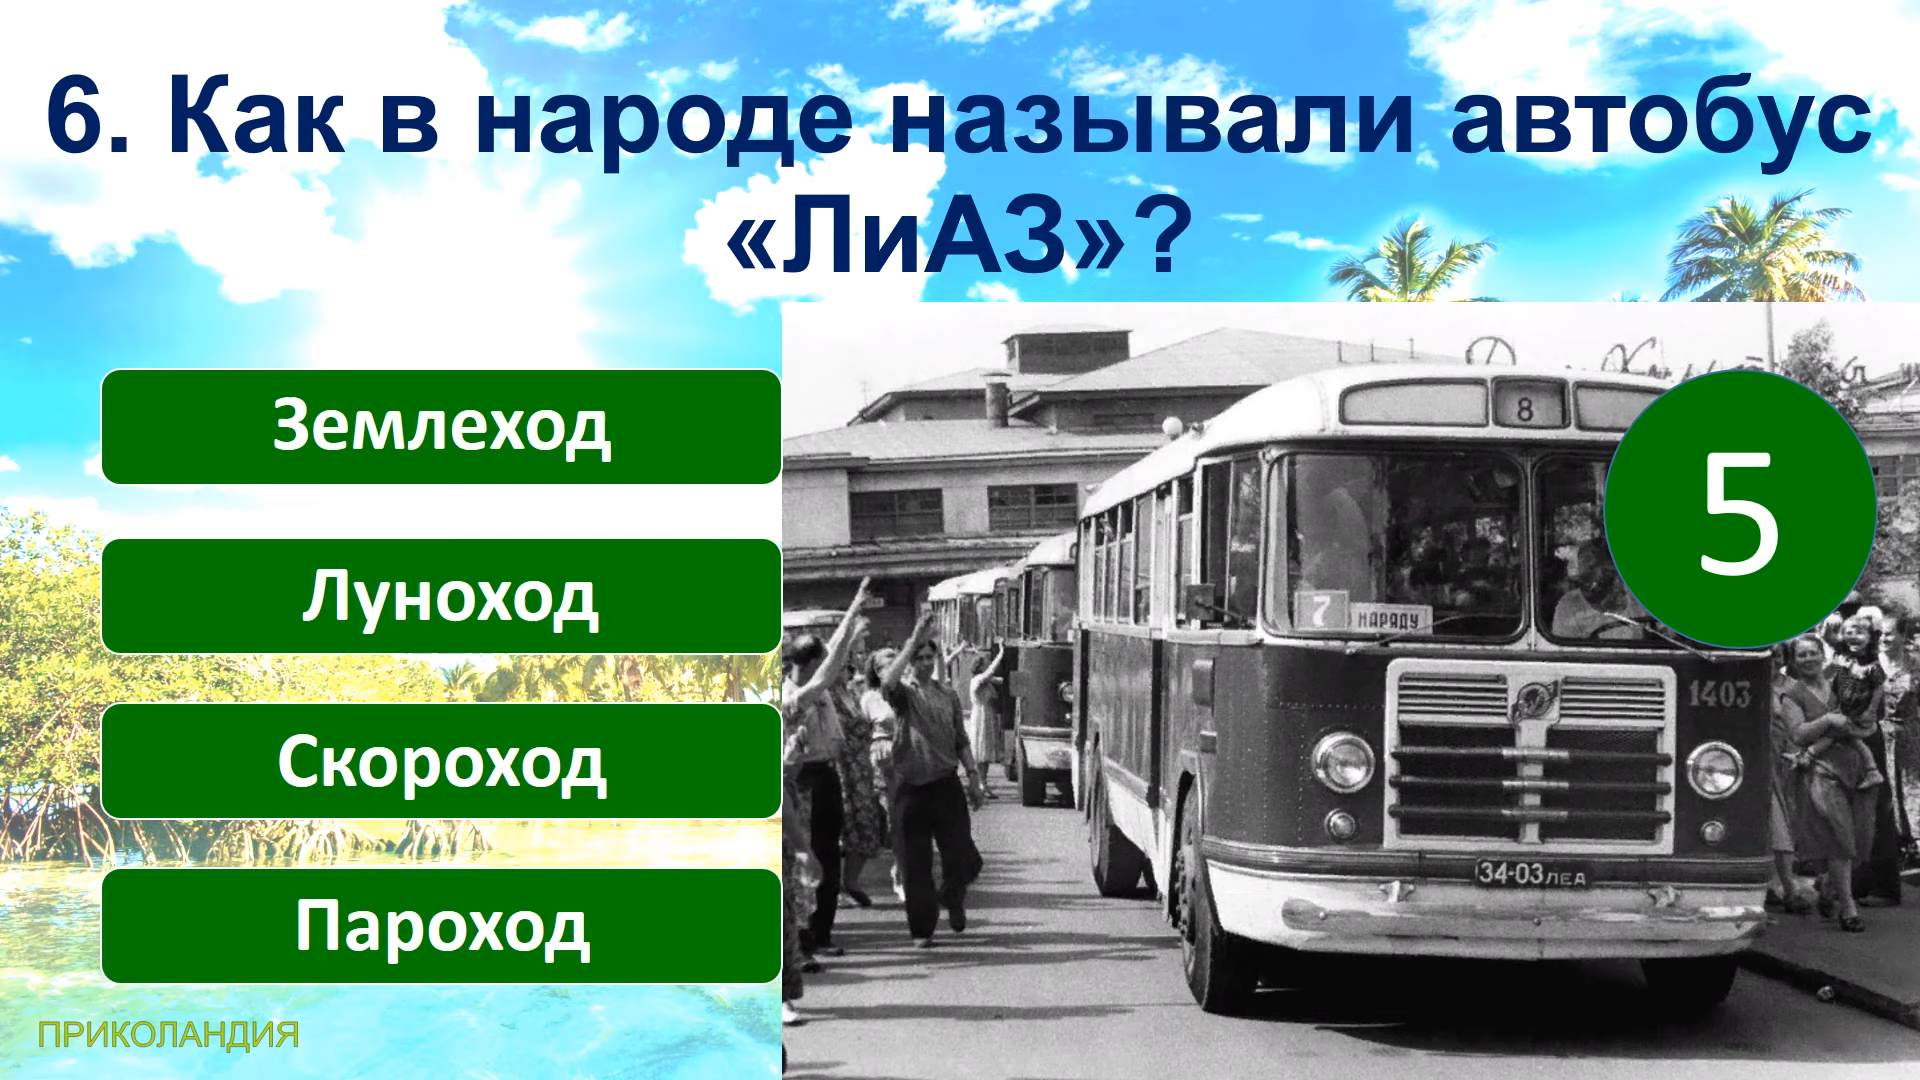 6. Как в народе называли автобус
«ЛиАЗ»?
Землеход
Луноход
Скороход
Пароход
5
8
7
НАРЯДУ
1403
34-03 ЛЕА
ПРИКОЛАНДИЯ